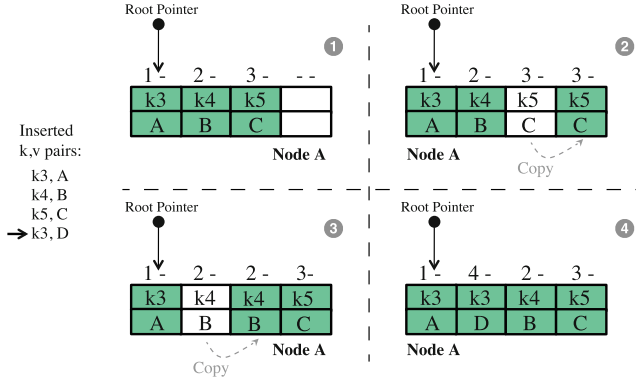 Root Pointer
1
1 - 2 - 3 - - -
k3 k4 k5
A B C
Node A
Root Pointer
2
1 - 2 - 3 - 3 -
k3 k4 k5 k5
A B C C
Node A
Copy
Inserted
k,v pairs:
k3, A
k4, B
k5, C
k3, D
Root Pointer
3
1 - 2 - 2 - 3-
k3 k4 k4 k5
A B B C
Copy
Node A
Root Pointer
4
1 - 4 - 2 - 3 -
k3 k3 k4 k5
A D B C
Node A